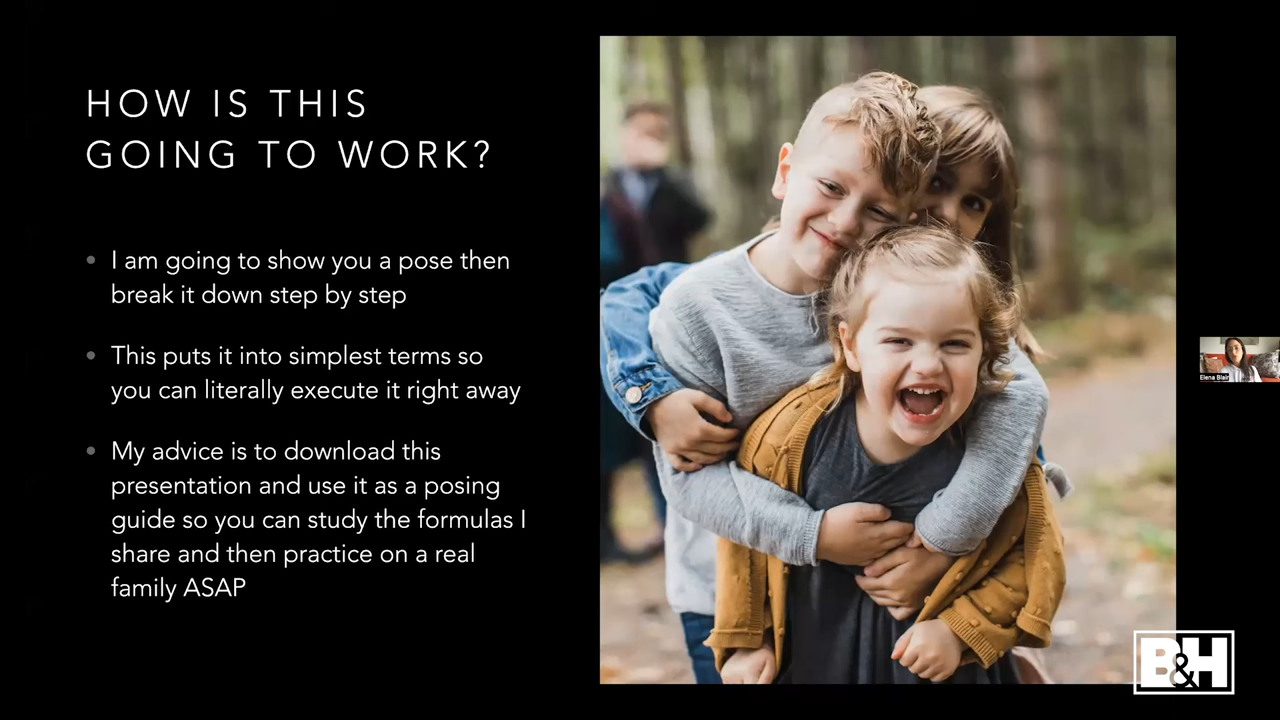 HOW IS THIS
GOING TO WORK?
• I am going to show you a pose then
break it down step by step
• This puts it into simplest terms so
you can literally execute it right away
• My advice is to download this
presentation and use it as a posing
guide so you can study the formulas I
share and then practice on a real
family ASAP
Elena Blair
B&H